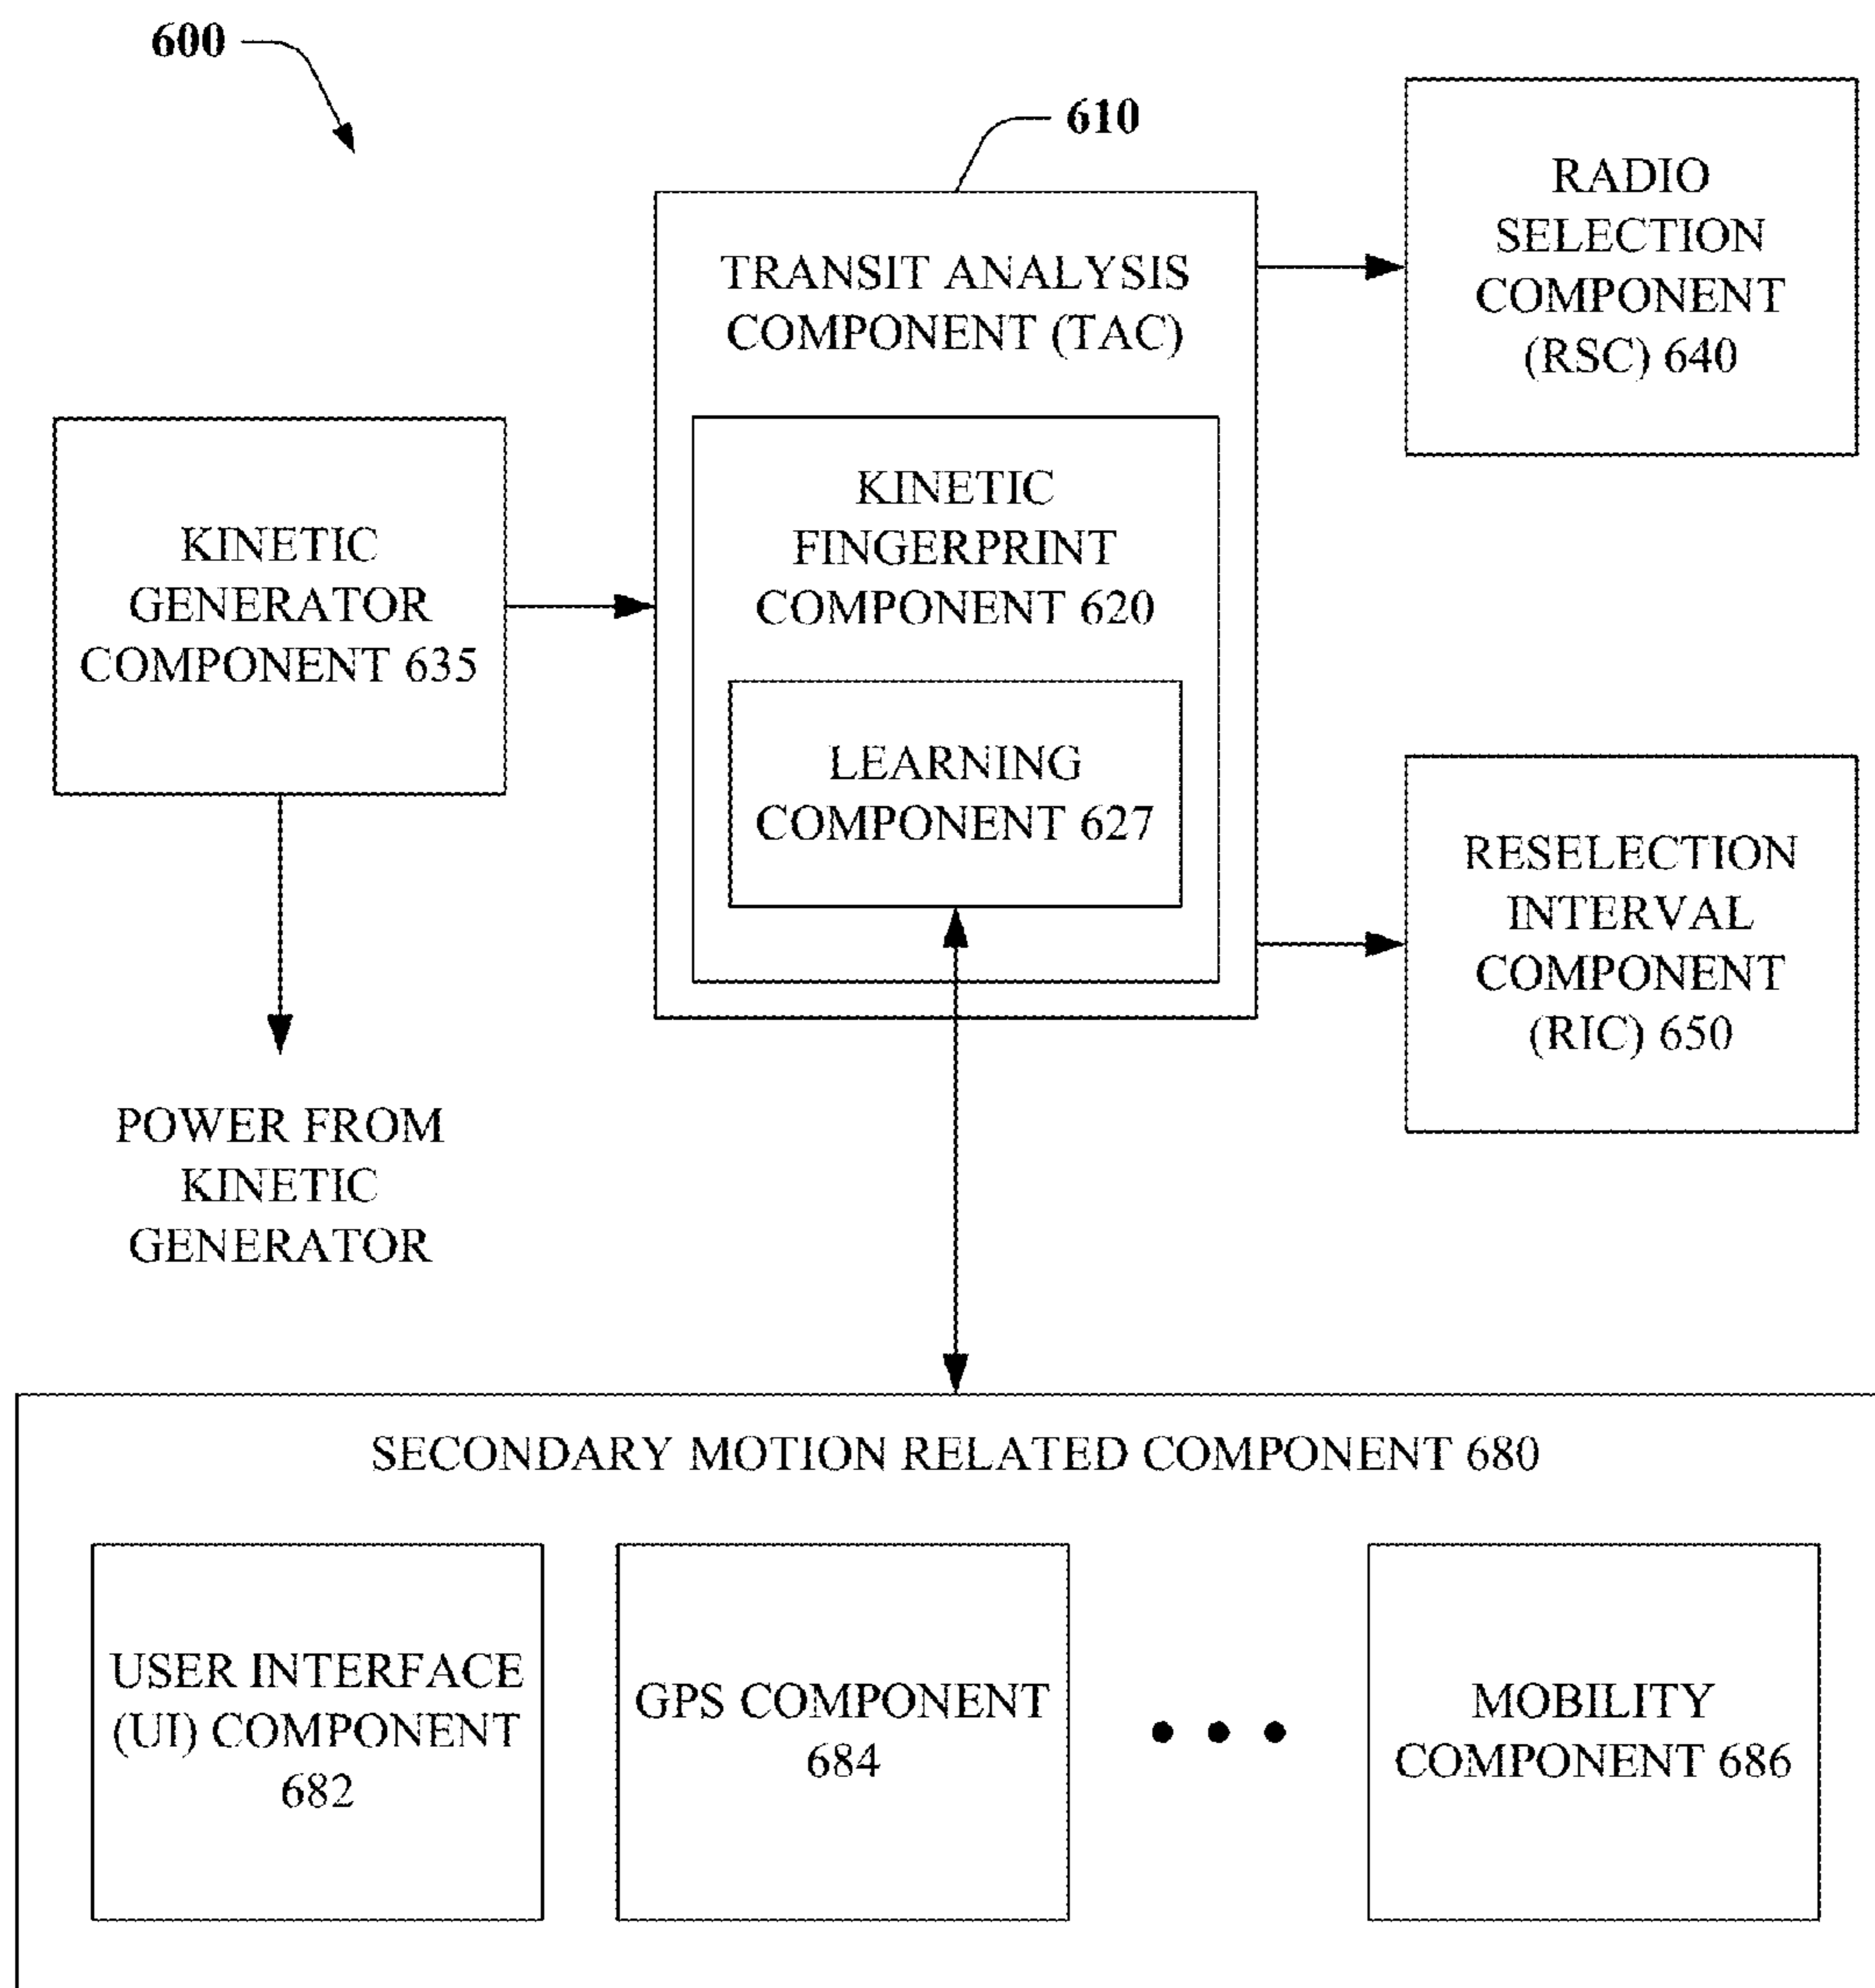 600
610
TRANSIT ANALYSIS
COMPONENT (TAC)
RADIO
SELECTION
COMPONENT
(RSC) 640
KINETIC
GENERATOR
COMPONENT 635
KINETIC
FINGERPRINT
COMPONENT 620
LEARNING
COMPONENT 627
RESELECTION
INTERVAL
COMPONENT
(RIC) 650
POWER FROM
KINETIC
GENERATOR
SECONDARY MOTION RELATED COMPONENT 680
USER INTERFACE
(UI) COMPONENT
682
GPS COMPONENT
684
MOBILITY
COMPONENT 686